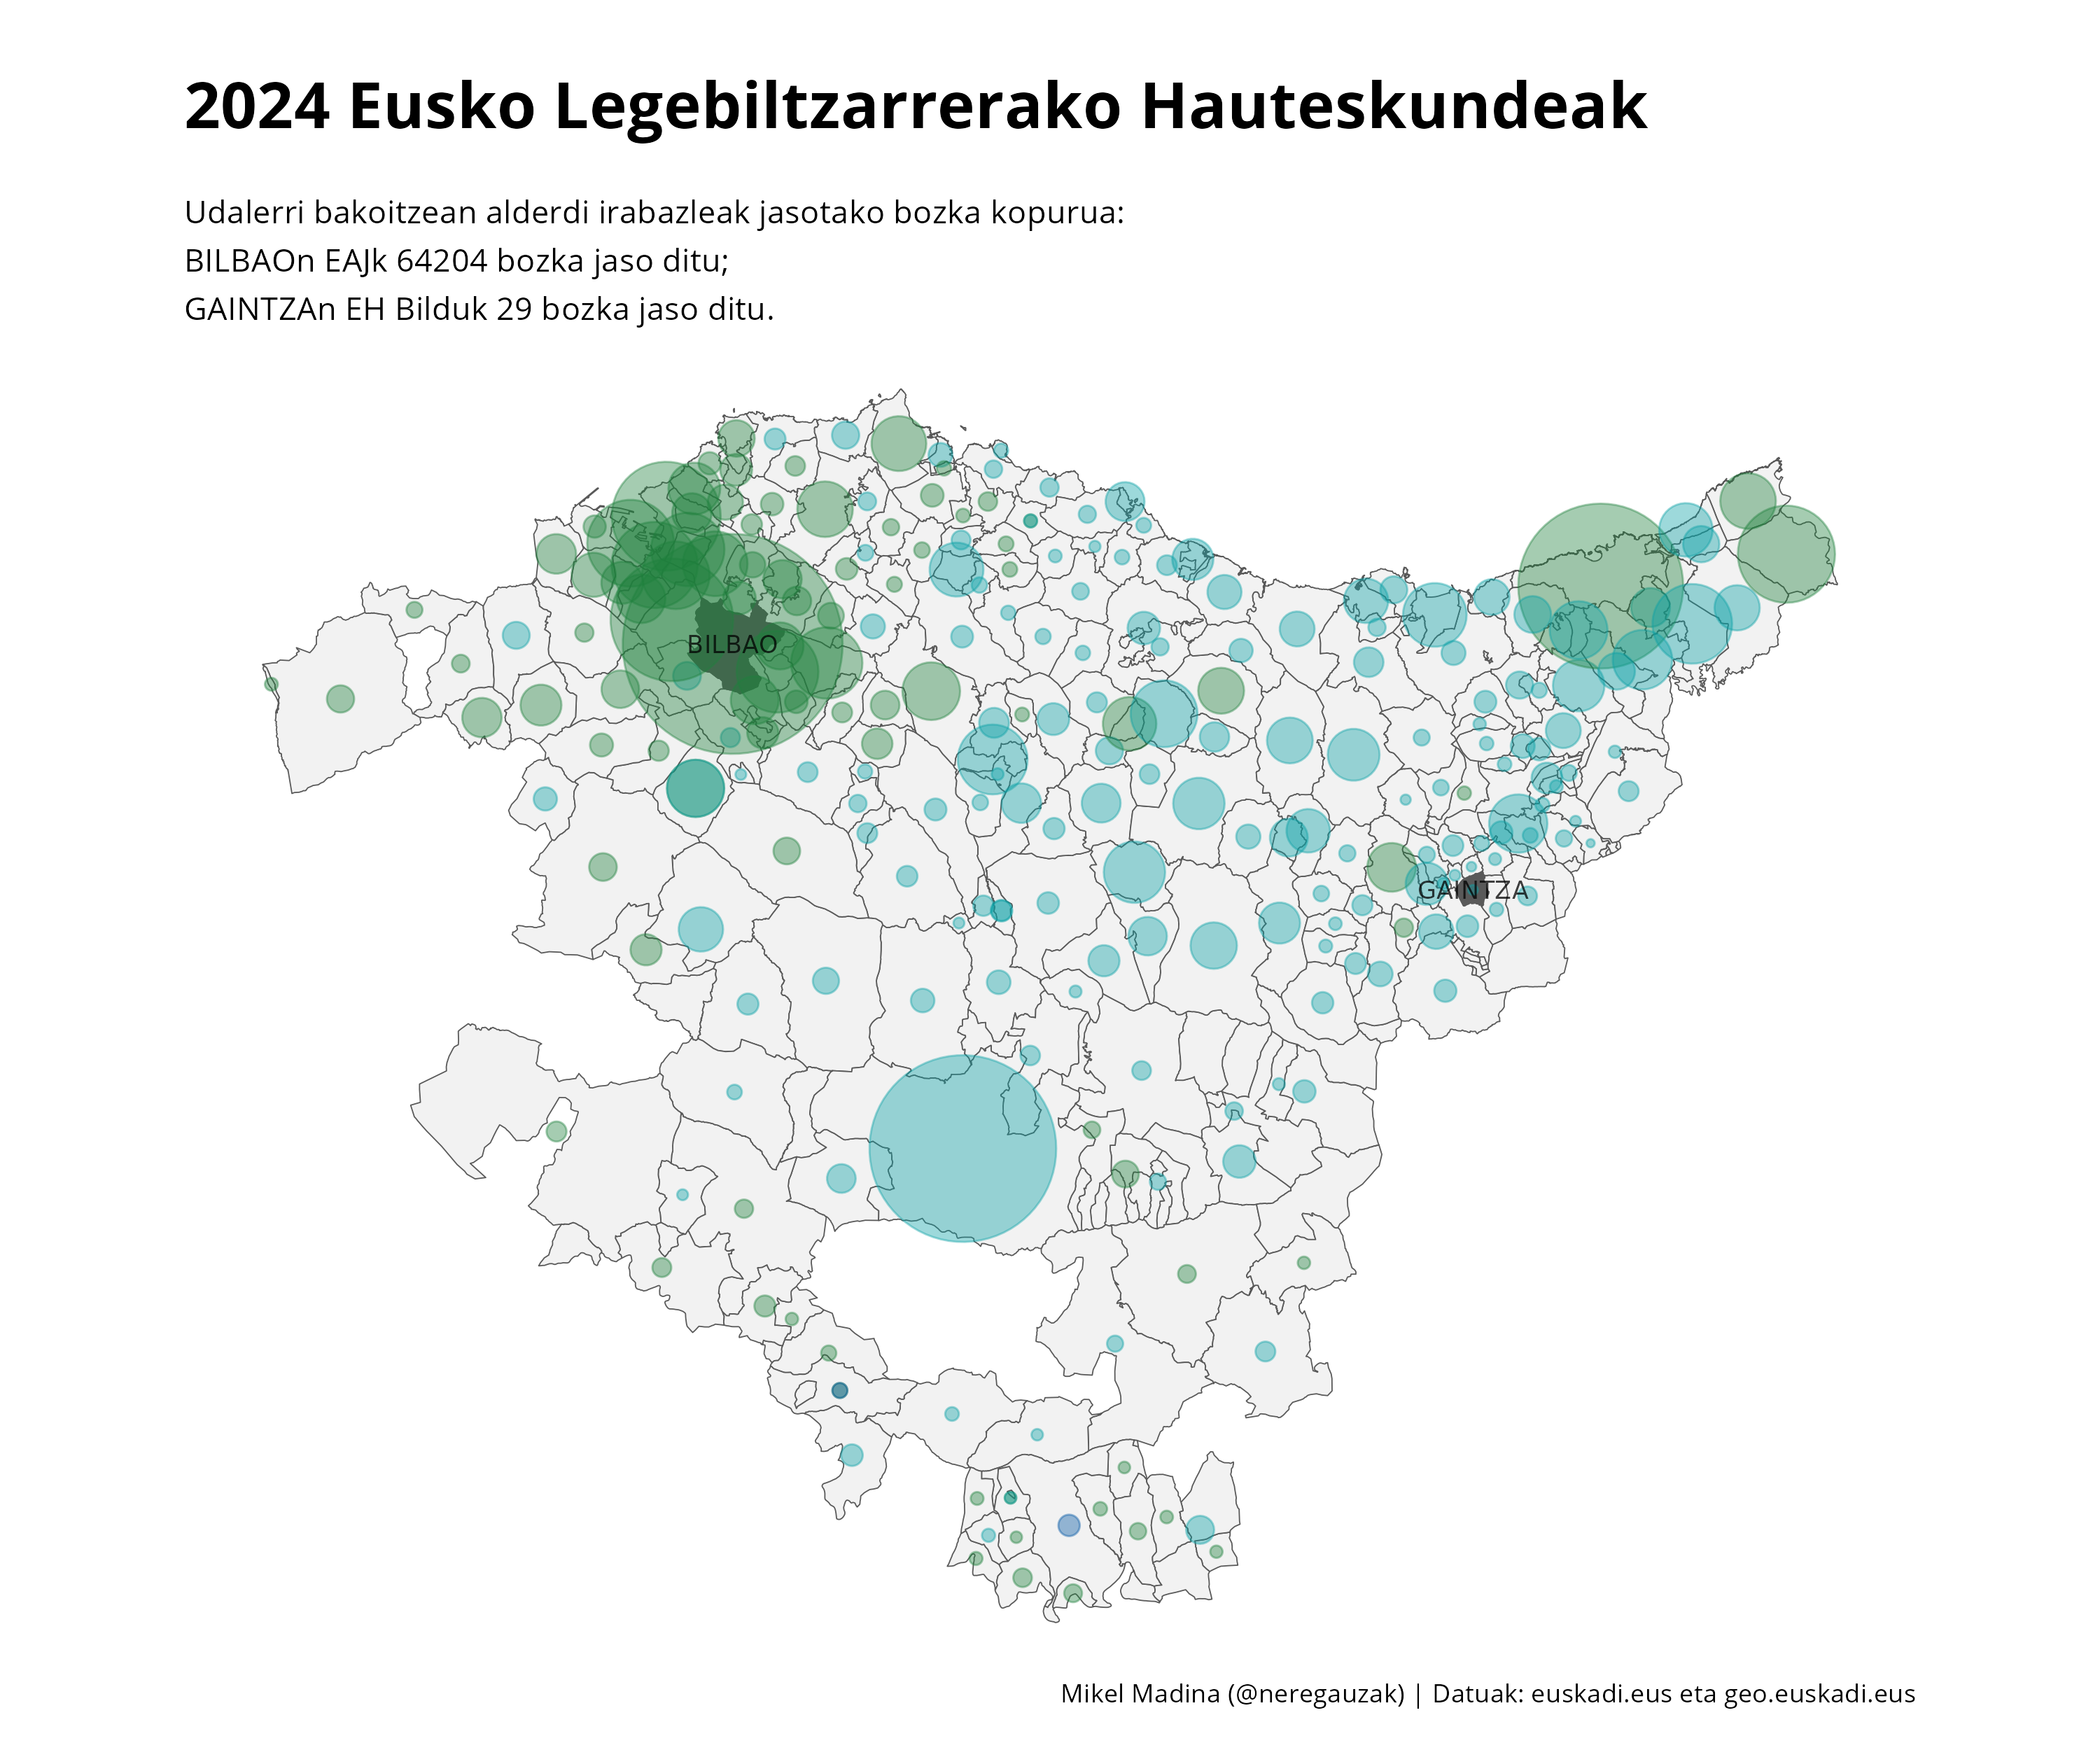 2024 Eusko Legebiltzarrerako Hauteskundeak
Udalerri bakoitzean alderdi irabazleak jasotako bozka kopurua:
BILBAOn EAJk 64204 bozka jaso ditu;
GAINTZAn EH Bilduk 29 bozka jaso ditu.
BILBAO
GAINTZA
Mikel Madina (@neregauzak) | Datuak: euskadi.eus eta geo.euskadi.eus